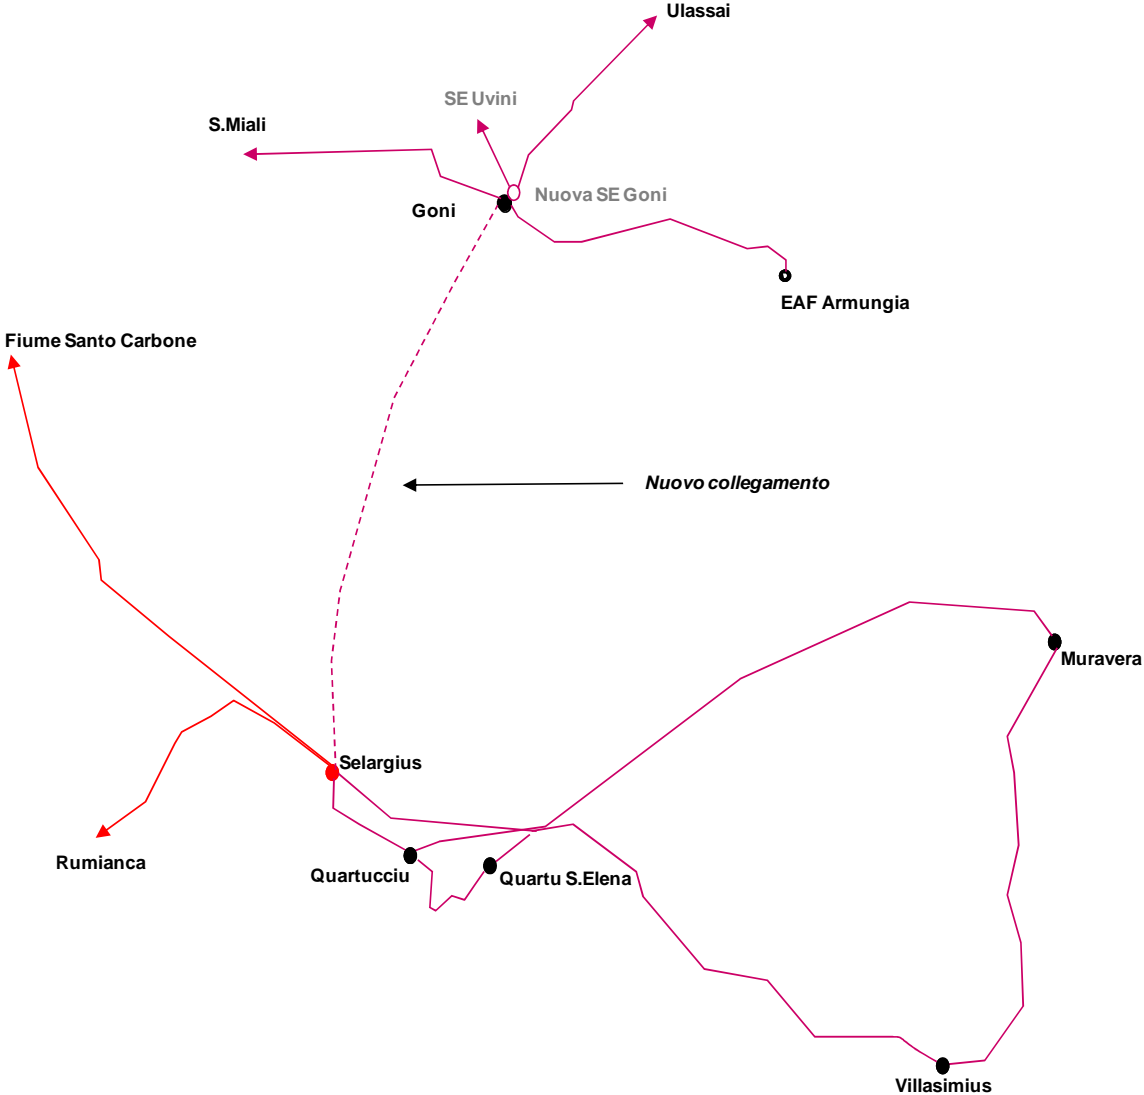 Ulassai
SE Uvini
S.Miali
Nuova SE Goni
Goni
EAF Armungia
Fiume Santo Carbone
Nuovo collegamento
Muravera
Selargius
Rumianca
Quartucciu
Quartu S.Elena
Villasimius